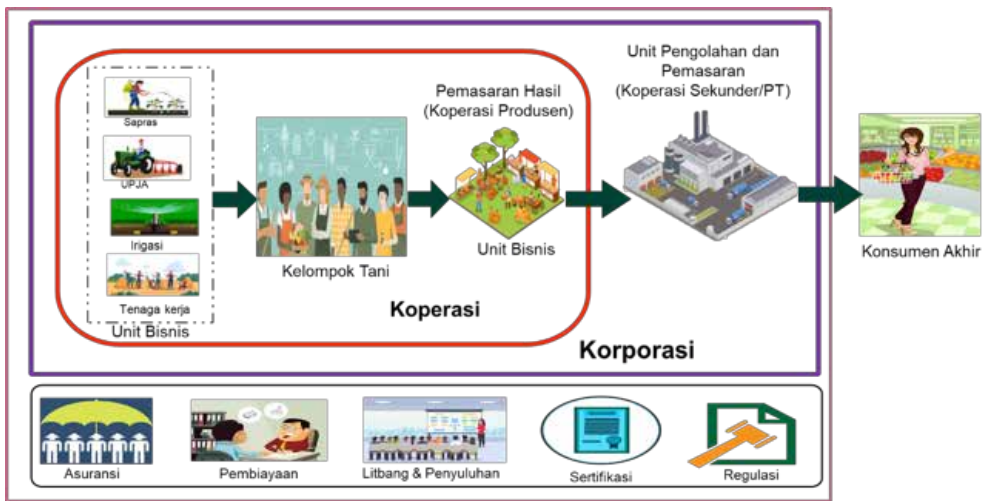 Sapras
UPJA
Irigasi
Tenaga kerja
Unit Bisnis
Kelompok Tani
Pemasaran Hasil
(Koperasi Produsen)
Unit Bisnis
Koperasi
Unit Pengolahan dan
Pemasaran
(Koperasi Sekunder/PT)
Korporasi
Konsumen Akhir
Asuransi
Pembiayaan
Litbang & Penyuluhan
Sertifikasi
Regulasi